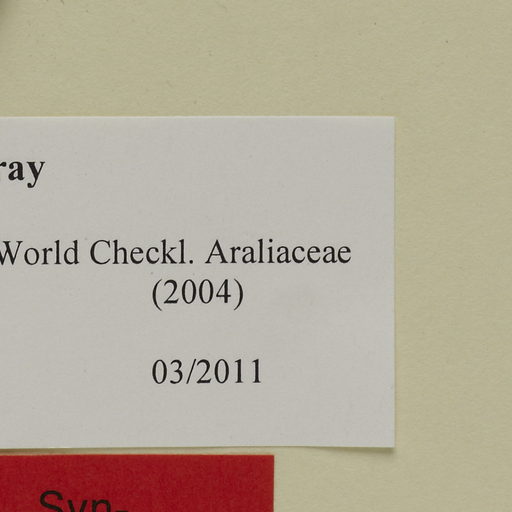 ray
World Checkl. Araliaceae
(2004)
03/2011
Syn-